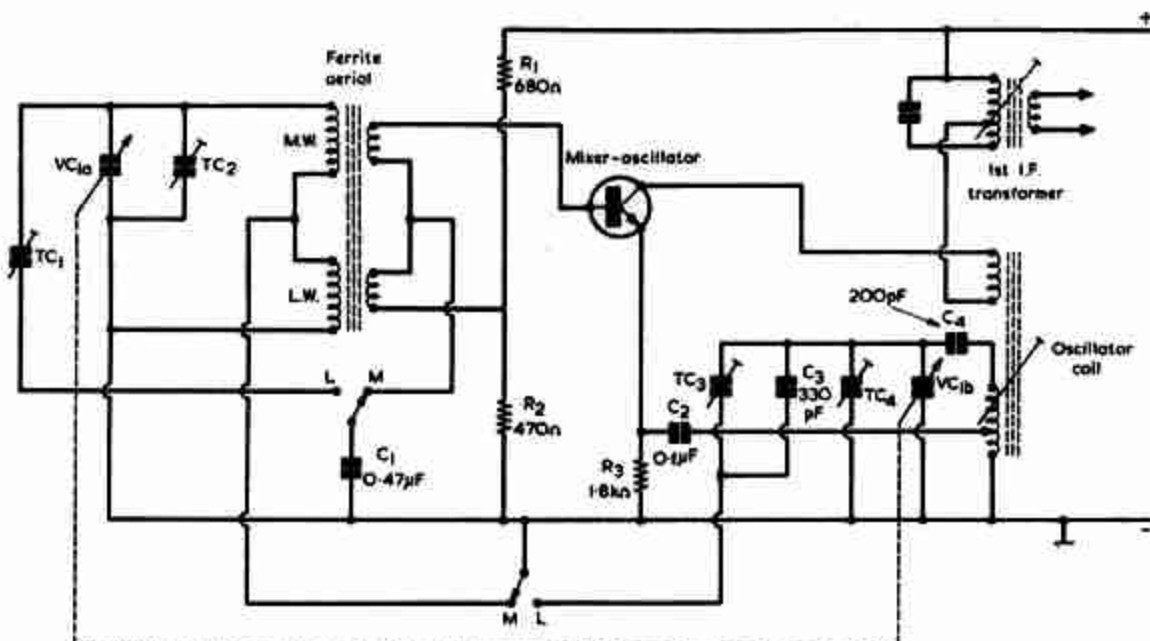 +
Ferrite
aerial
R1
680Ω
M.W.
VC1a
TC2
Mixer-oscillator
1st I.F.
transformer
TC1
L.W.
200pF
C4
Oscillator
coil
L M
TC3
C3
330
pF
TC4
VC1b
R2
470Ω
C2
0·1μF
C1
0·47μF
R3
1·8kΩ
-
M L